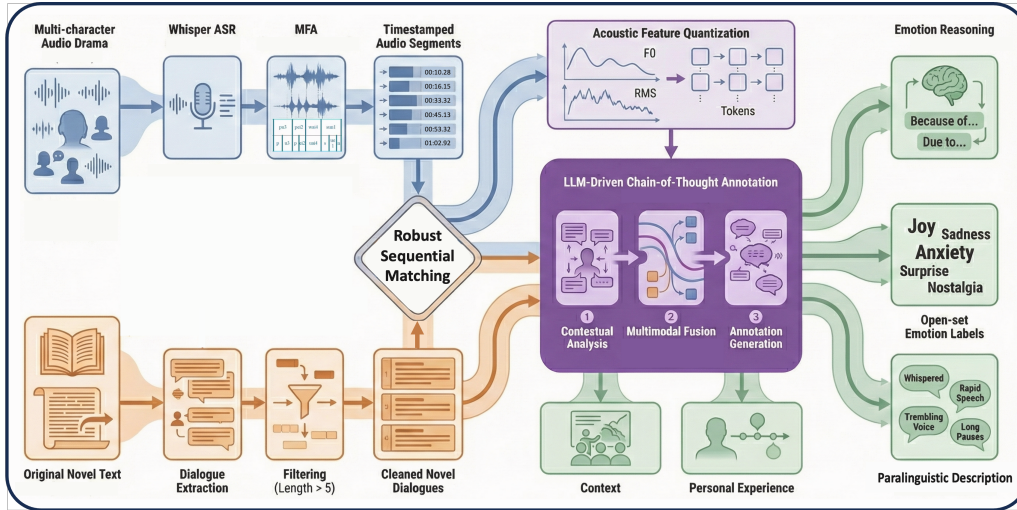 Multi-character
Audio Drama
Whisper ASR
MFA
Timestamped
Audio Segments
00:10.28
00:16.15
00:33.32
00:45.13
00:53.32
01:02.92
Acoustic Feature Quantization
F0
RMS
Tokens
Emotion Reasoning
Because of...
Due to...
Robust
Sequential
Matching
LLM-Driven Chain-of-Thought Annotation
1
Contestual
Analysis
2
Multimodal Fusion
3
Annotation
Generation
Joy
Sadness
Anxiety
Surprise
Nostalgia
Open-set
Emotion Labels
Whispered
Rapid
Speech
Trembling
Voice
Long
Pauses
Paralinguistic Description
Original Novel Text
Dialogue
Extraction
Filtering
(Length > 5)
Cleaned Novel
Dialogues
Context
Personal Experience